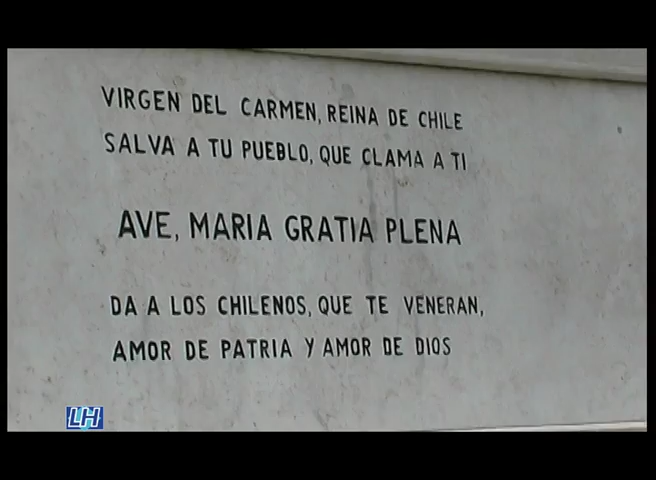 VIRGEN DEL CARMEN, REINA DE CHILE
SALVA A TU PUEBLO, QUE CLAMA A TI
AVE, MARIA GRATIA PLENA
DA A LOS CHILENOS, QUE TE VENERAN,
AMOR DE PATRIA Y AMOR DE DIOS
LH